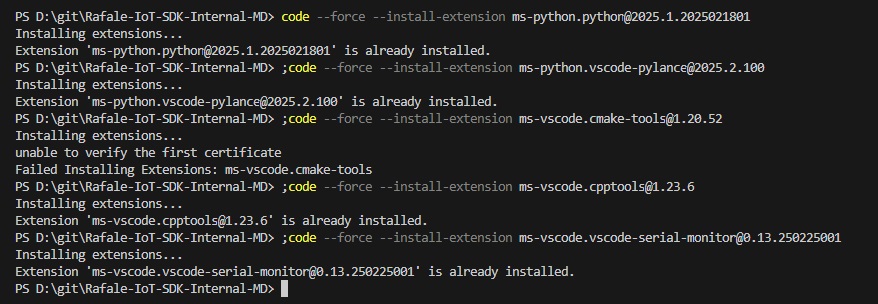 PS D:\git\Rafale-IoT-SDK-Internal-MD> code --force --install-extension ms-python.python@2025.1.2025021801
Installing extensions...
Extension 'ms-python.python@2025.1.2025021801' is already installed.
PS D:\git\Rafale-IoT-SDK-Internal-MD> ;code --force --install-extension ms-python.vscode-pylance@2025.2.100
Installing extensions...
Extension 'ms-python.vscode-pylance@2025.2.100' is already installed.
PS D:\git\Rafale-IoT-SDK-Internal-MD> ;code --force --install-extension ms-vscode.cmake-tools@1.20.52
Installing extensions...
unable to verify the first certificate
Failed Installing Extensions: ms-vscode.cmake-tools
PS D:\git\Rafale-IoT-SDK-Internal-MD> ;code --force --install-extension ms-vscode.cpptools@1.23.6
Installing extensions...
Extension 'ms-vscode.cpptools@1.23.6' is already installed.
PS D:\git\Rafale-IoT-SDK-Internal-MD> ;code --force --install-extension ms-vscode.vscode-serial-monitor@0.13.250225001
Installing extensions...
Extension 'ms-vscode.vscode-serial-monitor@0.13.250225001' is already installed.
PS D:\git\Rafale-IoT-SDK-Internal-MD>